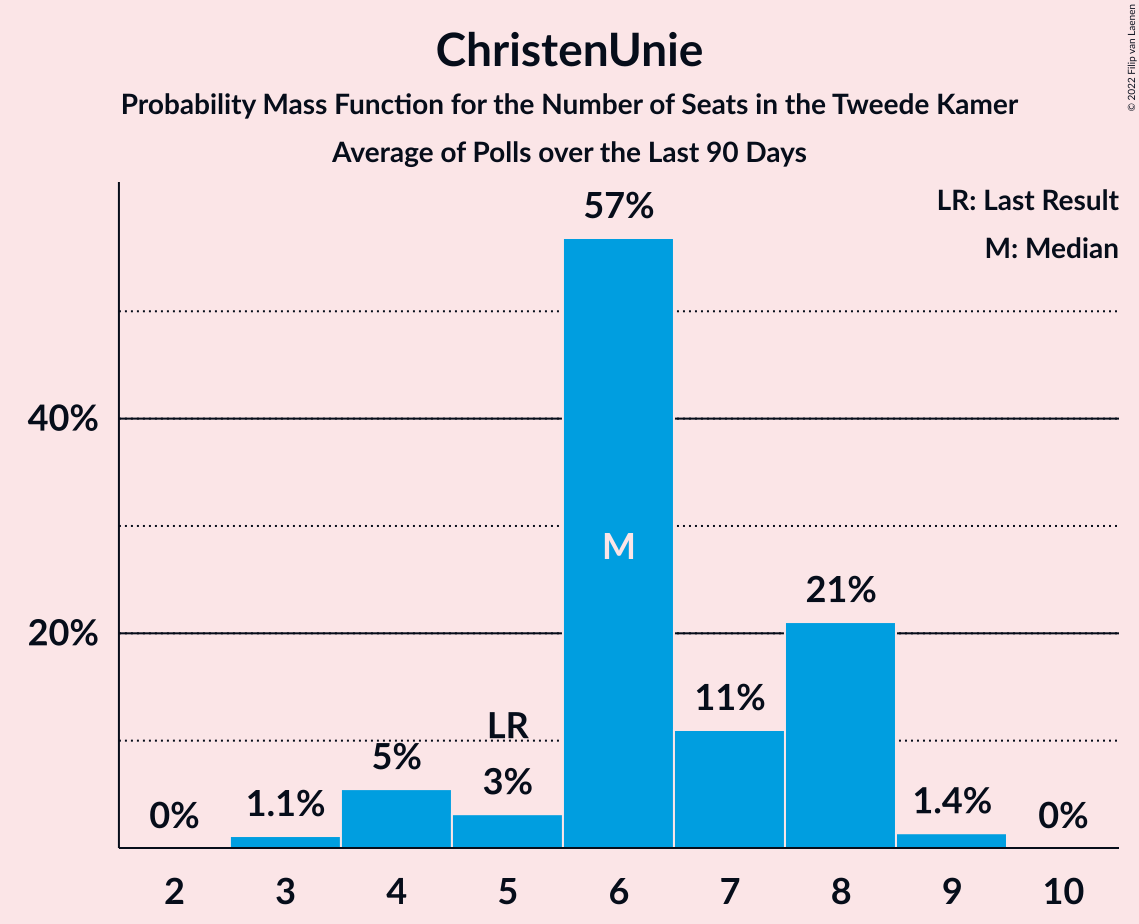 ChristenUnie
Probability Mass Function for the Number of Seats in the Tweede Kamer
Average of Polls over the Last 90 Days
© 2022 Filip van Laenen
LR: Last Result
M: Median
57%
40%
M
21%
20%
11%
LR
5%
3%
0%
1.1%
1.4%
0%
2 3 4 5 6 7 8 9 10